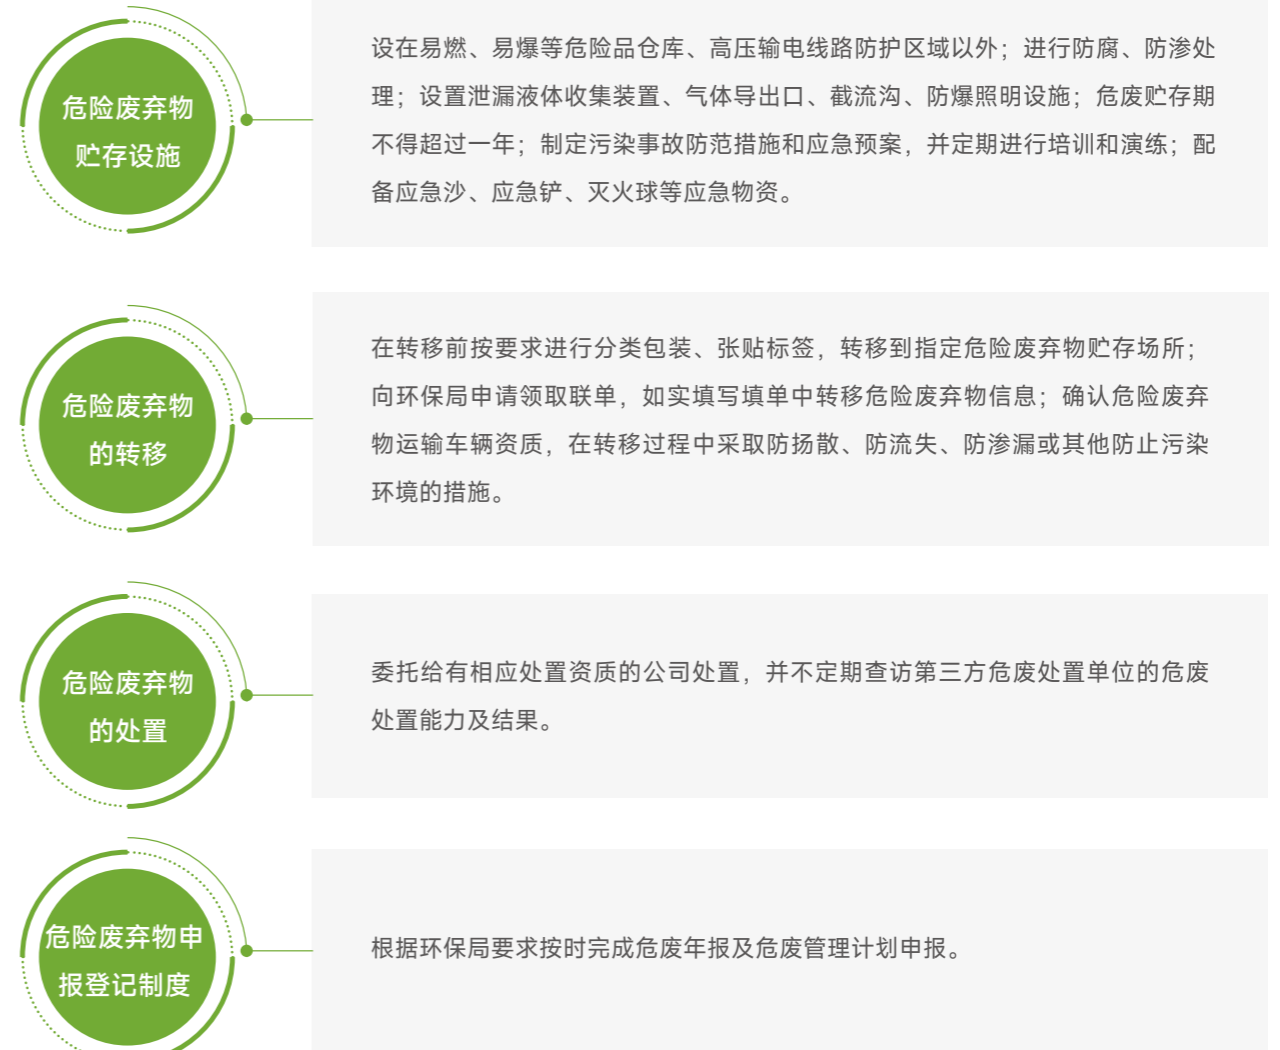 危险废弃物
贮存设施
设在易燃、易爆等危险品仓库、高压输电线路防护区域以外；进行防腐、防渗处
理；设置泄漏液体收集装置、气体导出口、截流沟、防爆照明设施；危废贮存期
不得超过一年；制定污染事故防范措施和应急预案，并定期进行培训和演练；配
备应急沙、应急铲、灭火球等应急物资。
危险废弃物
的转移
在转移前按要求进行分类包装、张贴标签，转移到指定危险废弃物贮存场所；
向环保局申请领取联单，如实填写填单中转移危险废弃物信息；确认危险废弃
物运输车辆资质，在转移过程中采取防扬散、防流失、防渗漏或其他防止污染
环境的措施。
危险废弃物
的处置
委托给有相应处置资质的公司处置，并不定期查访第三方危废处置单位的危废
处置能力及结果。
危险废弃物申
报登记制度
根据环保局要求按时完成危废年报及危废管理计划申报。